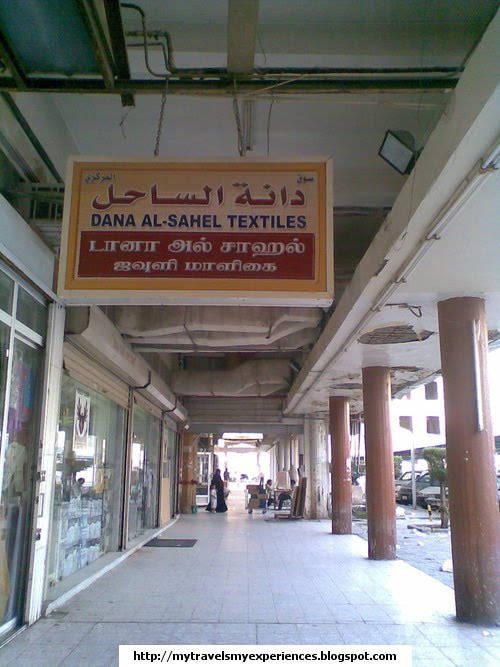 سوق
المركزي
دانة الساحل
DANA AL-SAHEL TEXTILES
டானா அல் சாஹல்
ஜவுளி மாளிகை
http://mytravelsmyexperiences.blogspot.com